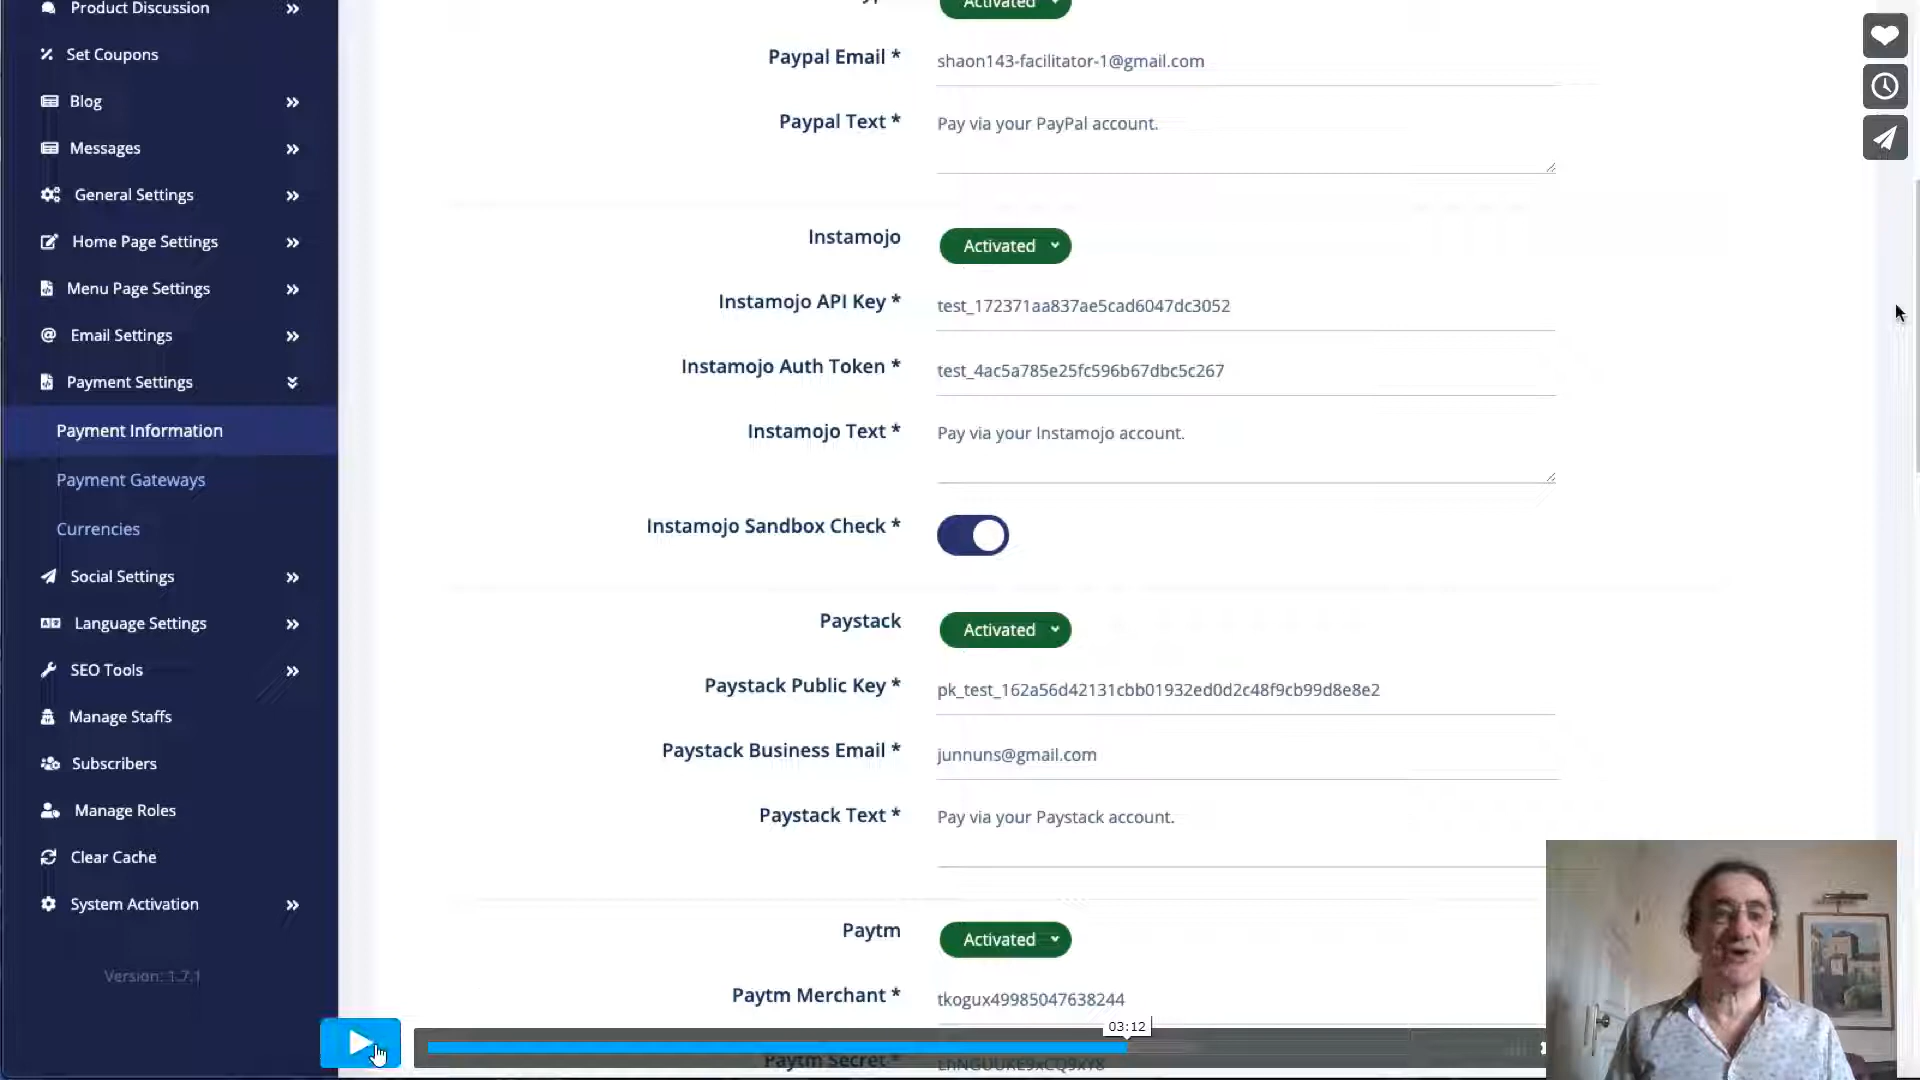 Product Discussion
Set Coupons
Blog
Messages
General Settings
Home Page Settings
Menu Page Settings
Email Settings
Payment Settings
Payment Information
Payment Gateways
Currencies
Social Settings
Language Settings
SEO Tools
Manage Staffs
Subscribers
Manage Roles
Clear Cache
System Activation
Version: 1.7.1
Activated
Paypal Email * shaon143-facilitator-1@gmail.com
Paypal Text * Pay via your PayPal account.
Instamojo Activated
Instamojo API Key * test_172371aa837ae5cad6047dc3052
Instamojo Auth Token * test_4ac5a785e25fc596b67dbc5c267
Instamojo Text * Pay via your Instamojo account.
Instamojo Sandbox Check *
Paystack Activated
Paystack Public Key * pk_test_162a56d42131cbb01932ed0d2c48f9cb99d8e8e2
Paystack Business Email * junnuns@gmail.com
Paystack Text * Pay via your Paystack account.
Paytm Activated
Paytm Merchant * tkogux49985047638244
03:12
Paytm Secret *